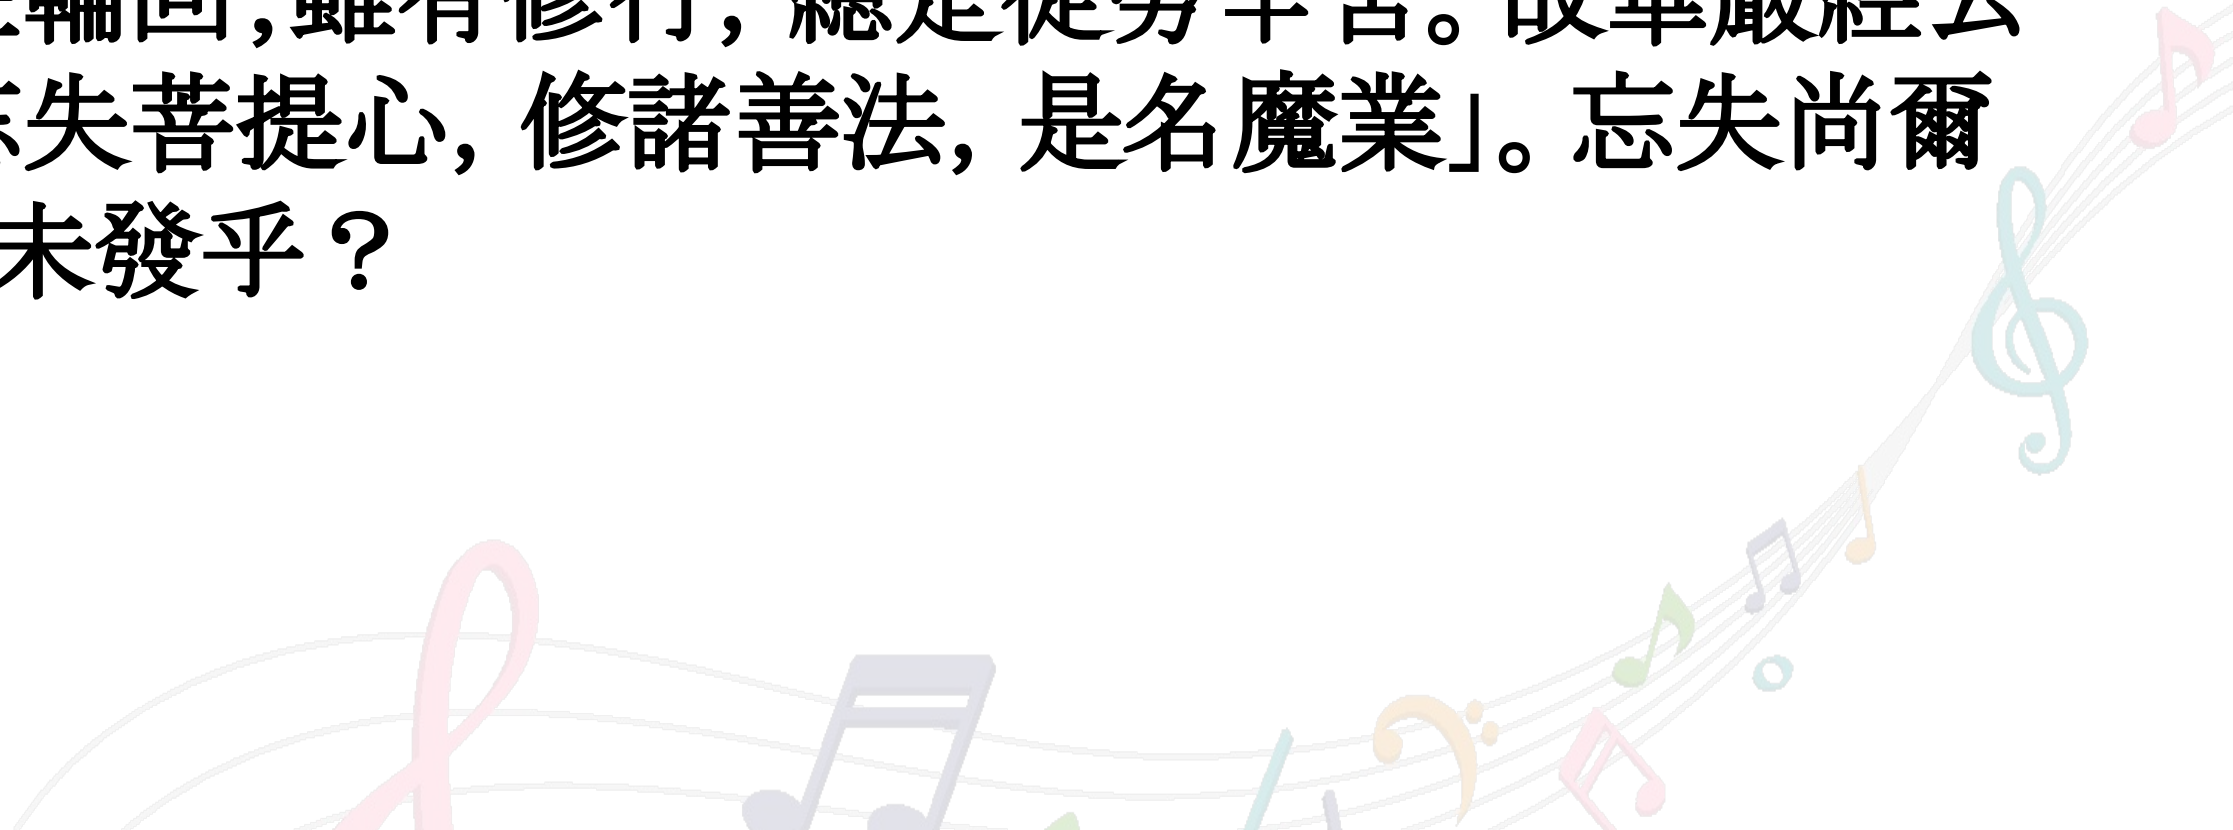 輪回,雖有修行, 總是徒勞辛苦。故華嚴經云
失菩提心, 修諸善法, 是名魔業」。忘失尚爾
未發乎？